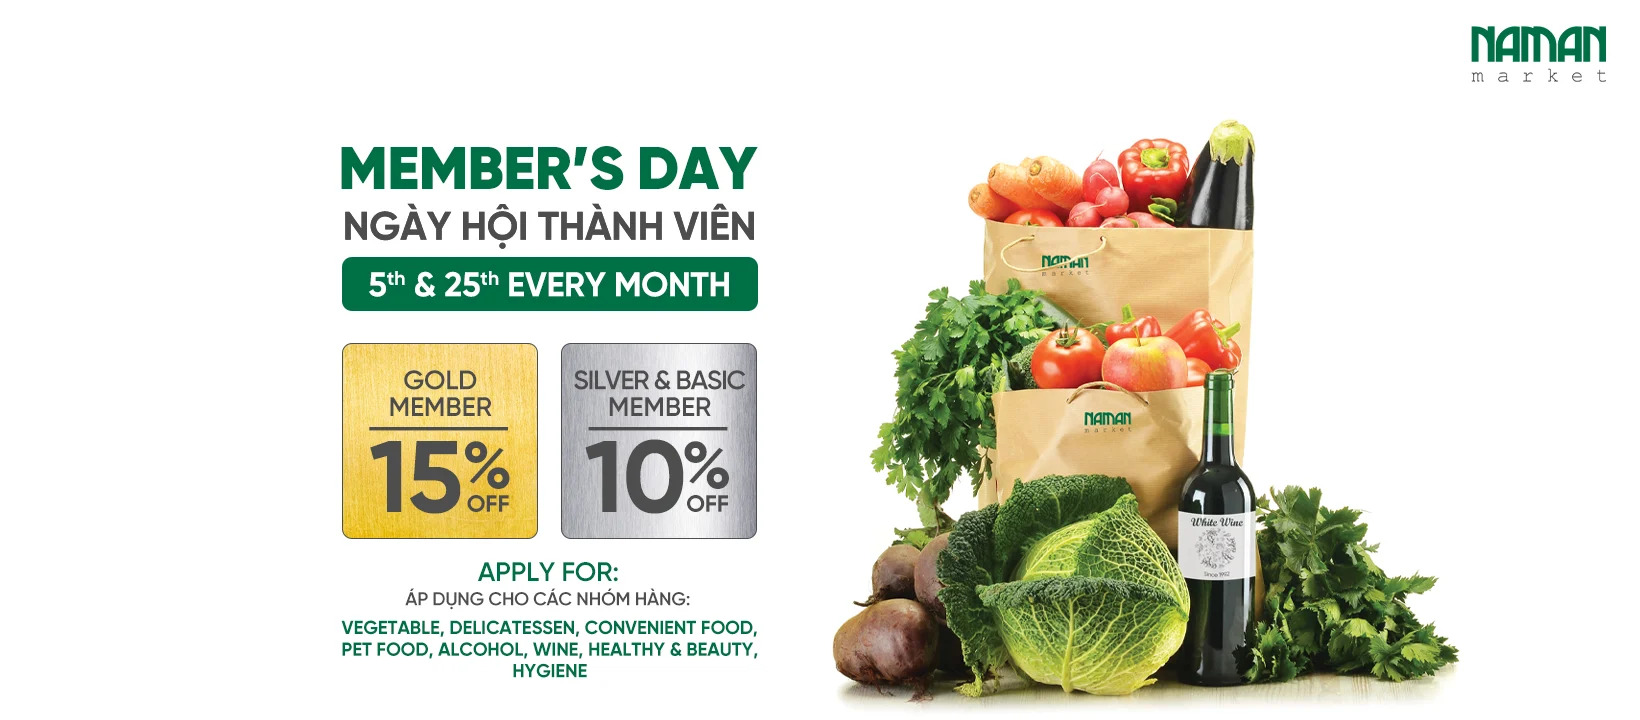 NAMAN
market
MEMBER'S DAY
NGÀY HỘI THÀNH VIÊN
5th & 25th EVERY MONTH
GOLD
MEMBER
15%
OFF
SILVER & BASIC
MEMBER
10%
OFF
APPLY FOR:
ÁP DỤNG CHO CÁC NHÓM HÀNG:
VEGETABLE, DELICATESSEN, CONVENIENT FOOD,
PET FOOD, ALCOHOL, WINE, HEALTHY & BEAUTY,
HYGIENE
NAMAN
market
NAMAN
market
White Wine
Since 1952